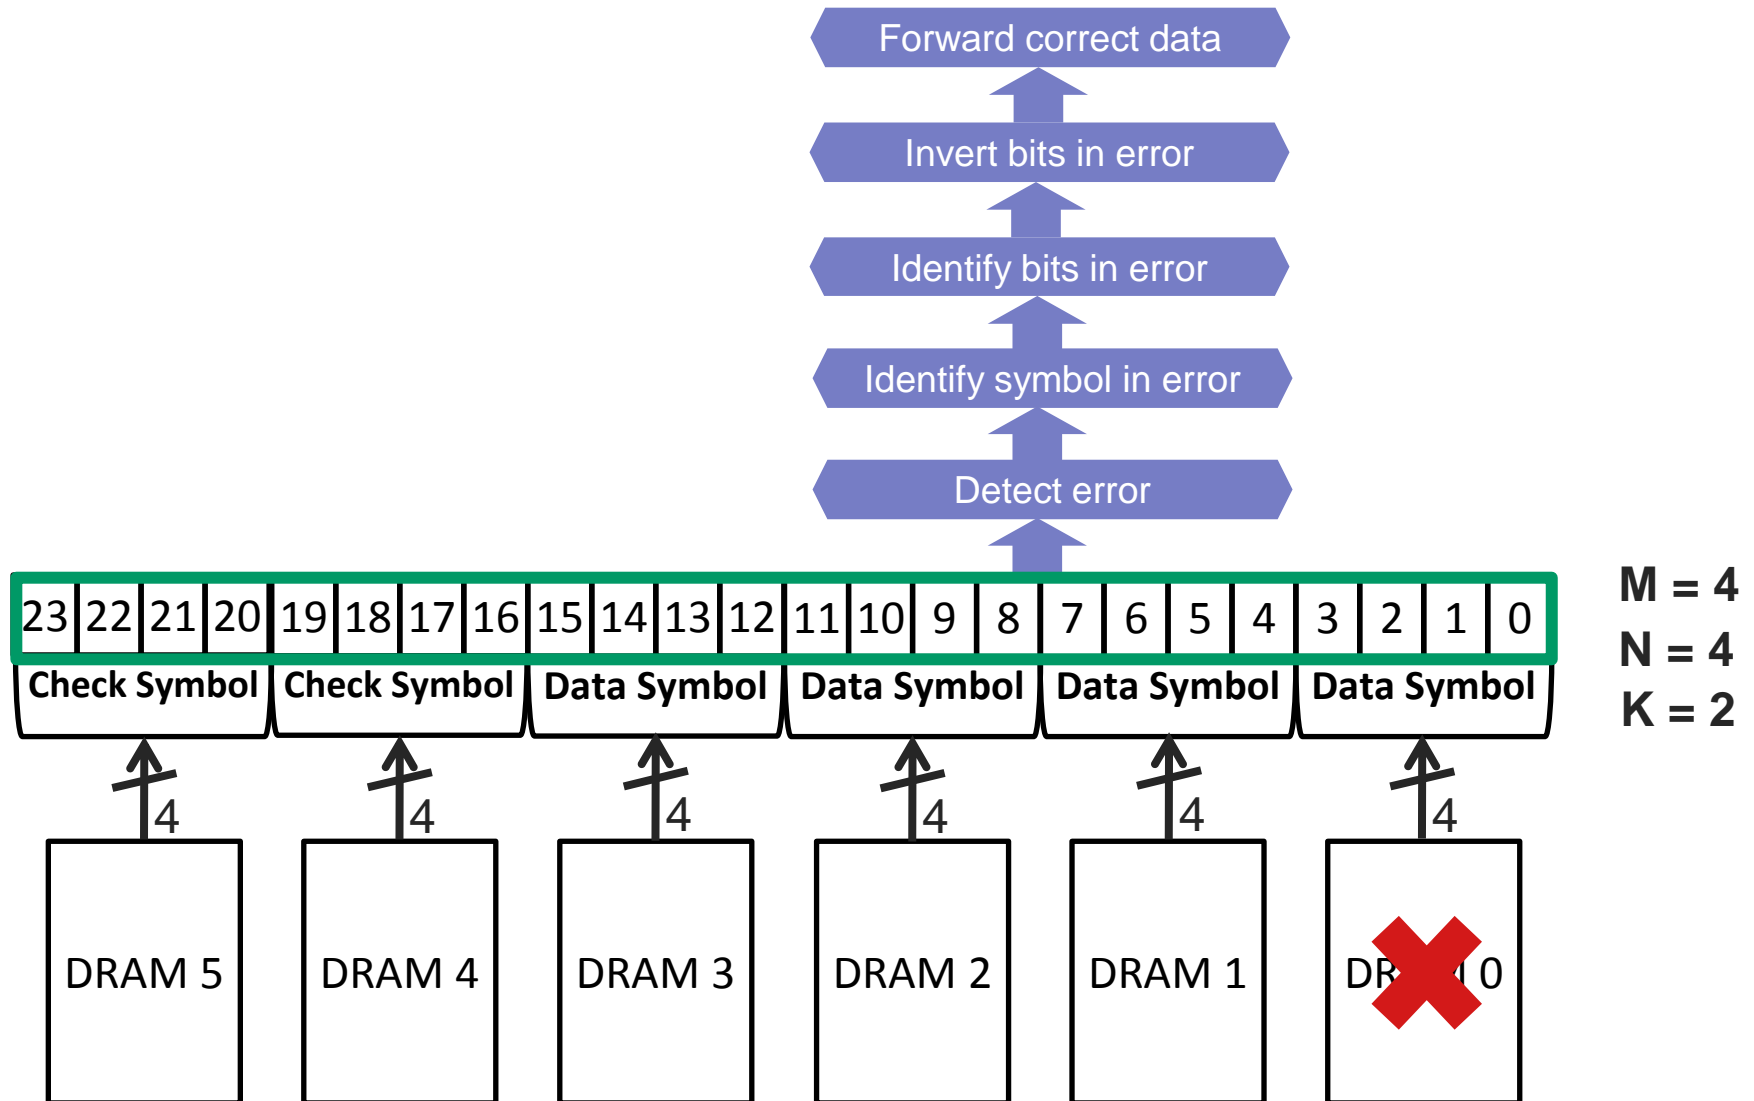 Forward correct data
Invert bits in error
Identify bits in error
Identify symbol in error
Detect error
23 22 21 20 19 18 17 16 15 14 13 12 11 10 9 8 7 6 5 4 3 2 1 0
Check Symbol Check Symbol Data Symbol Data Symbol Data Symbol Data Symbol
M = 4
N = 4
K = 2
4 4 4 4 4 4
DRAM 5 DRAM 4 DRAM 3 DRAM 2 DRAM 1 DRAM 0